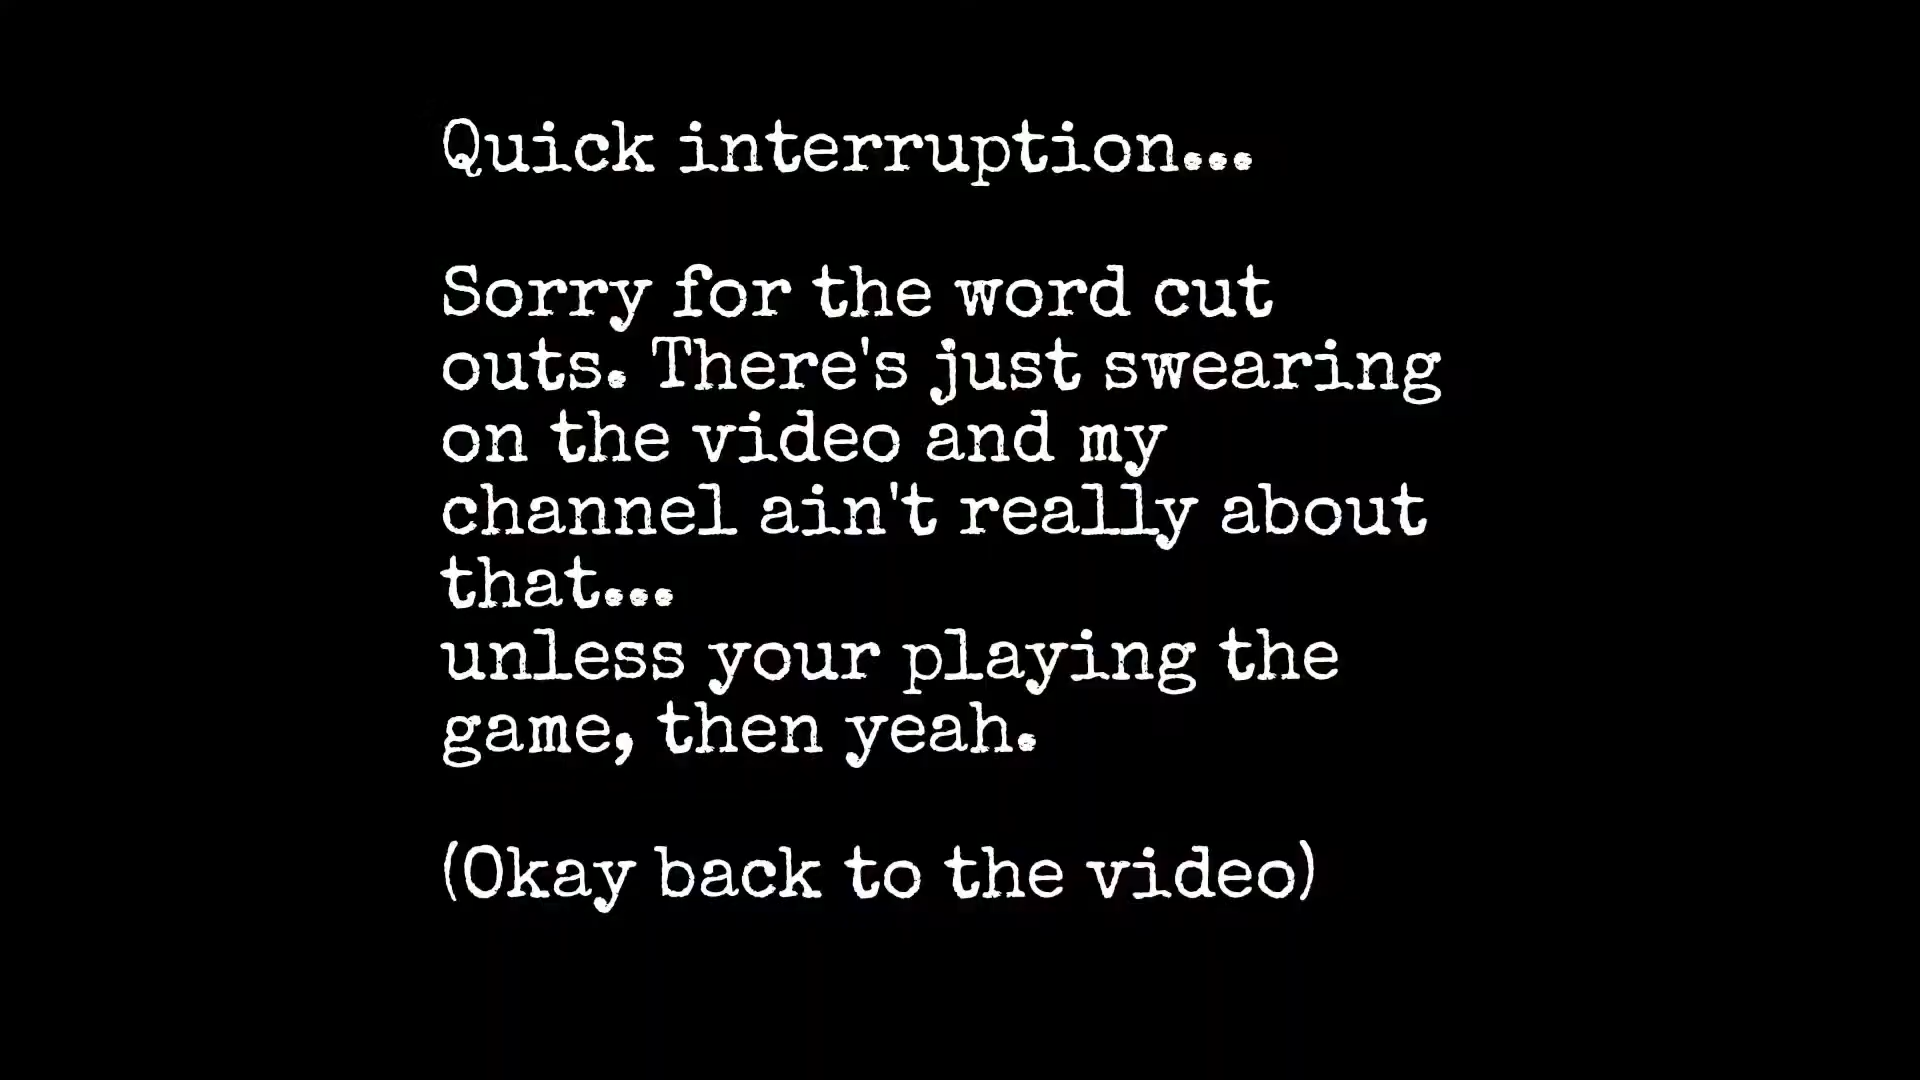 Quick interruption...
Sorry for the word cut
outs. There's just swearing
on the video and my
channel ain't really about
that...
unless your playing the
game, then yeah.
(Okay back to the video)